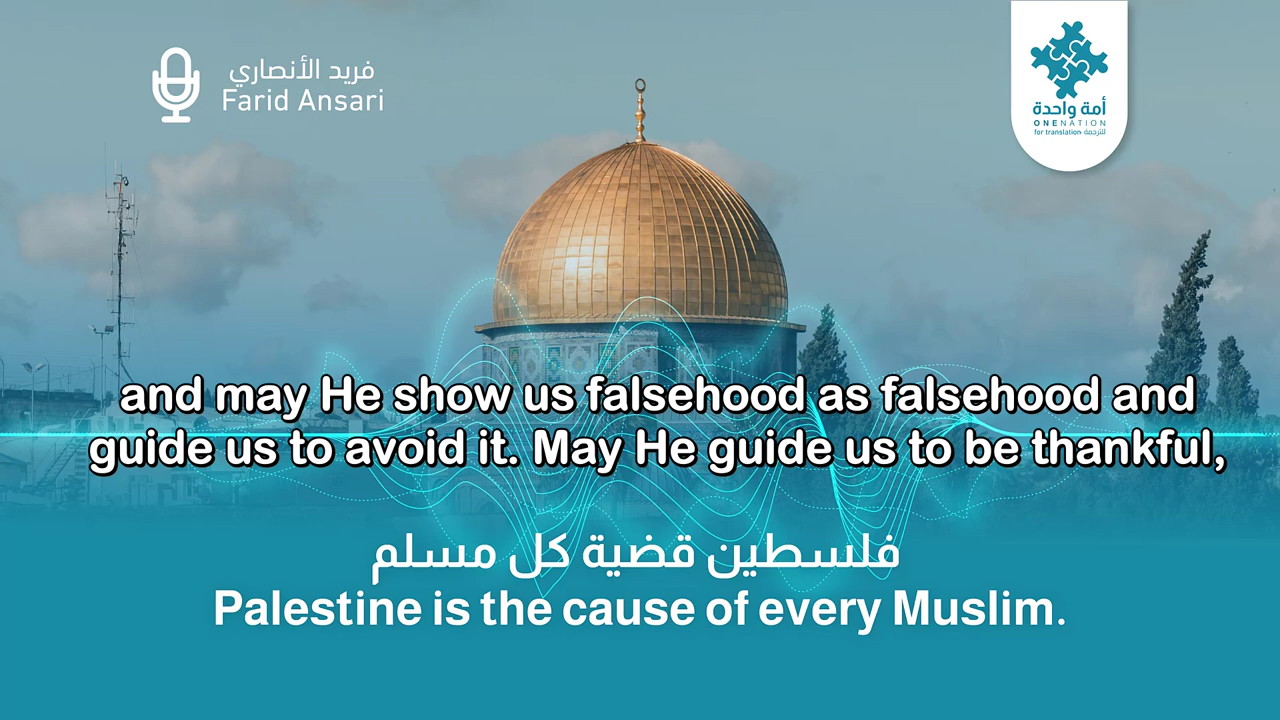 فريد الأنصاري
Farid Ansari
أمة واحدة
ONENATION
for translation للترجمة
and may He show us falsehood as falsehood and
guide us to avoid it. May He guide us to be thankful,
فلسطين قضية كل مسلم
Palestine is the cause of every Muslim.